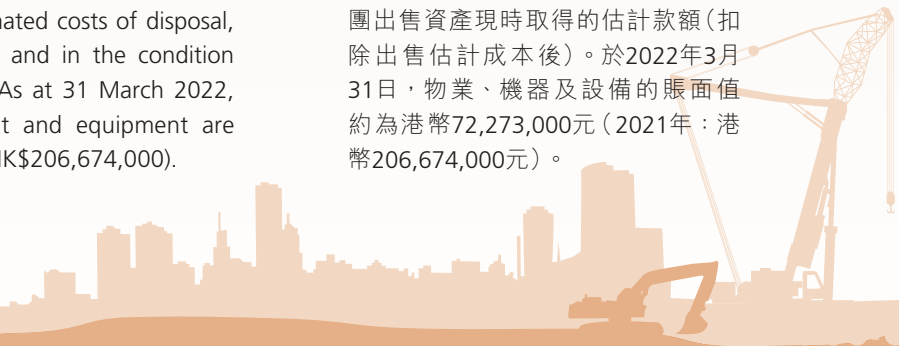 nated costs of disposal,
and in the condition
As at 31 March 2022,
t and equipment are
IK$206,674,000).
團出售資產現時取得的估計款額（扣
除出售估計成本後）。於2022年3月
31日，物業、機器及設備的賬面值
約為港幣72,273,000元（2021年：港
幣206,674,000元）。